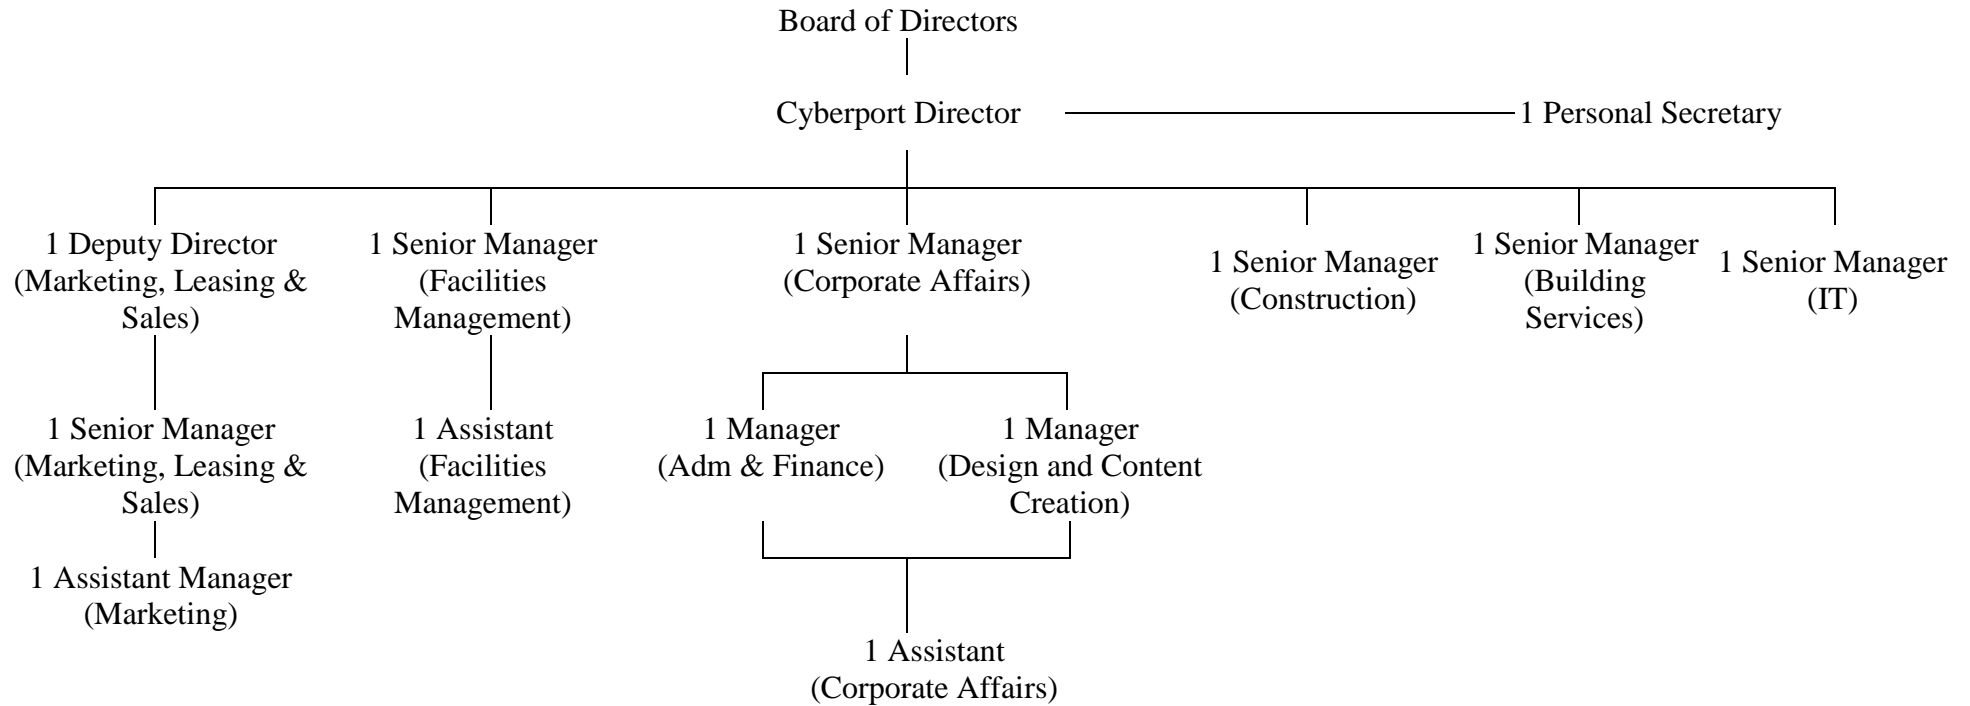 Board of Directors
Cyberport Director
1 Personal Secretary
1 Deputy Director
(Marketing, Leasing &
Sales)
1 Senior Manager
(Facilities
Management)
1 Senior Manager
(Corporate Affairs)
1 Senior Manager
(Construction)
1 Senior Manager
(Building
Services)
1 Senior Manager
(IT)
1 Senior Manager
(Marketing, Leasing &
Sales)
1 Assistant
(Facilities
Management)
1 Manager
(Adm & Finance)
1 Manager
(Design and Content
Creation)
1 Assistant Manager
(Marketing)
1 Assistant
(Corporate Affairs)